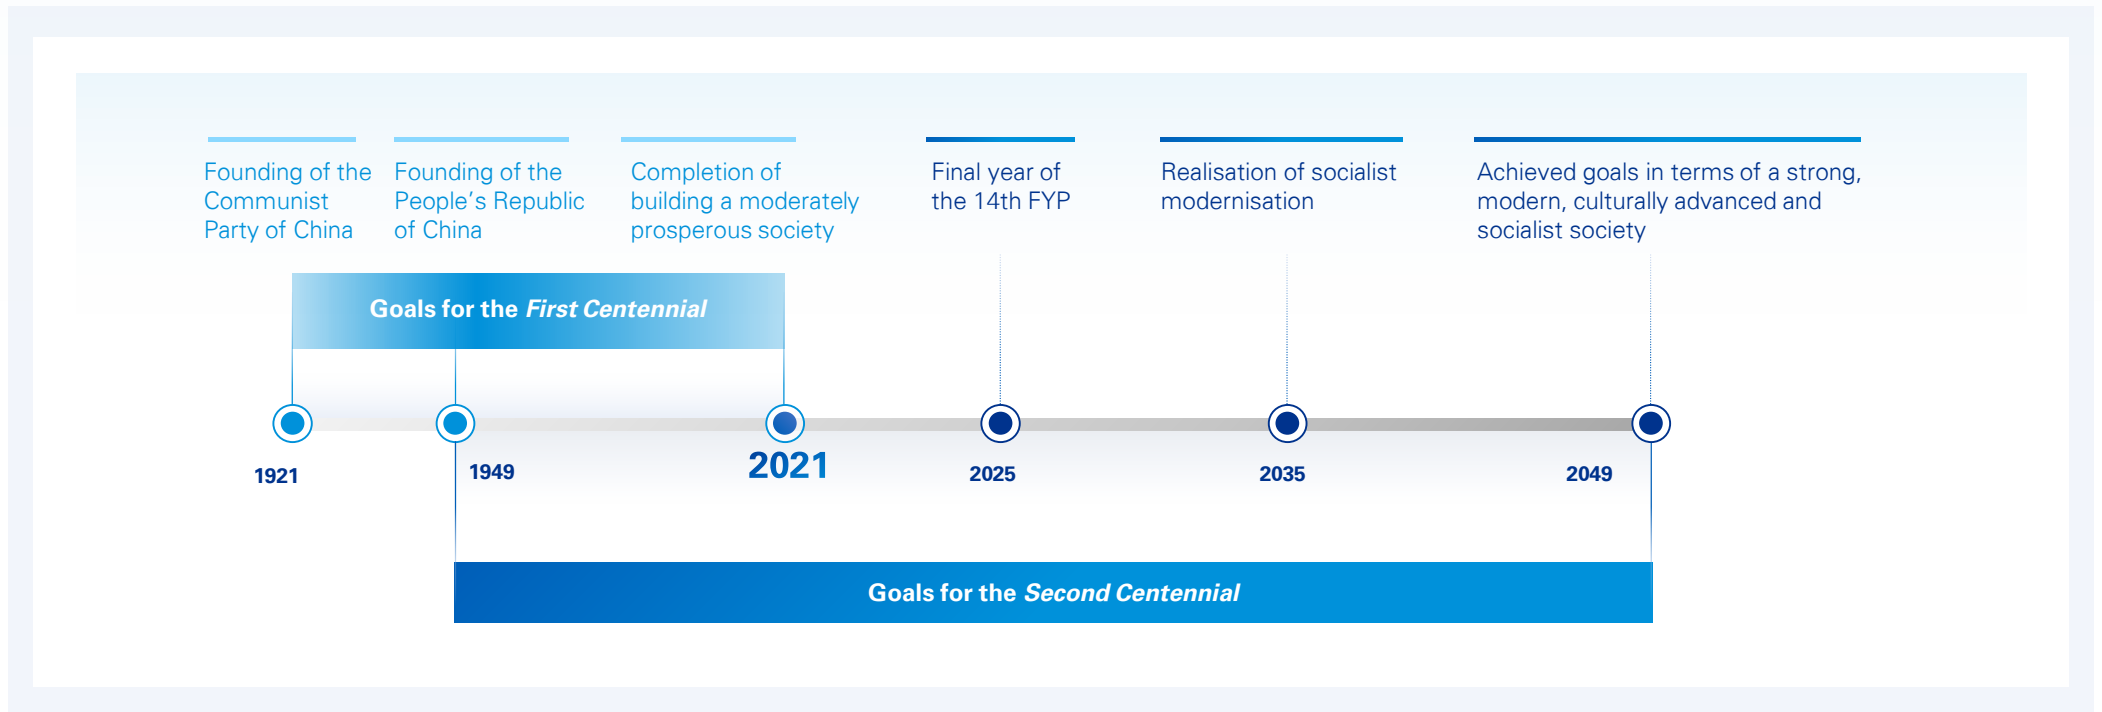 Founding of the
Communist
Party of China
Founding of the
People's Republic
of China
Completion of
building a moderately
prosperous society
Final year of
the 14th FYP
Realisation of socialist
modernisation
Achieved goals in terms of a strong,
modern, culturally advanced and
socialist society
Goals for the First Centennial
1921
1949
2021
2025
2035
2049
Goals for the Second Centennial